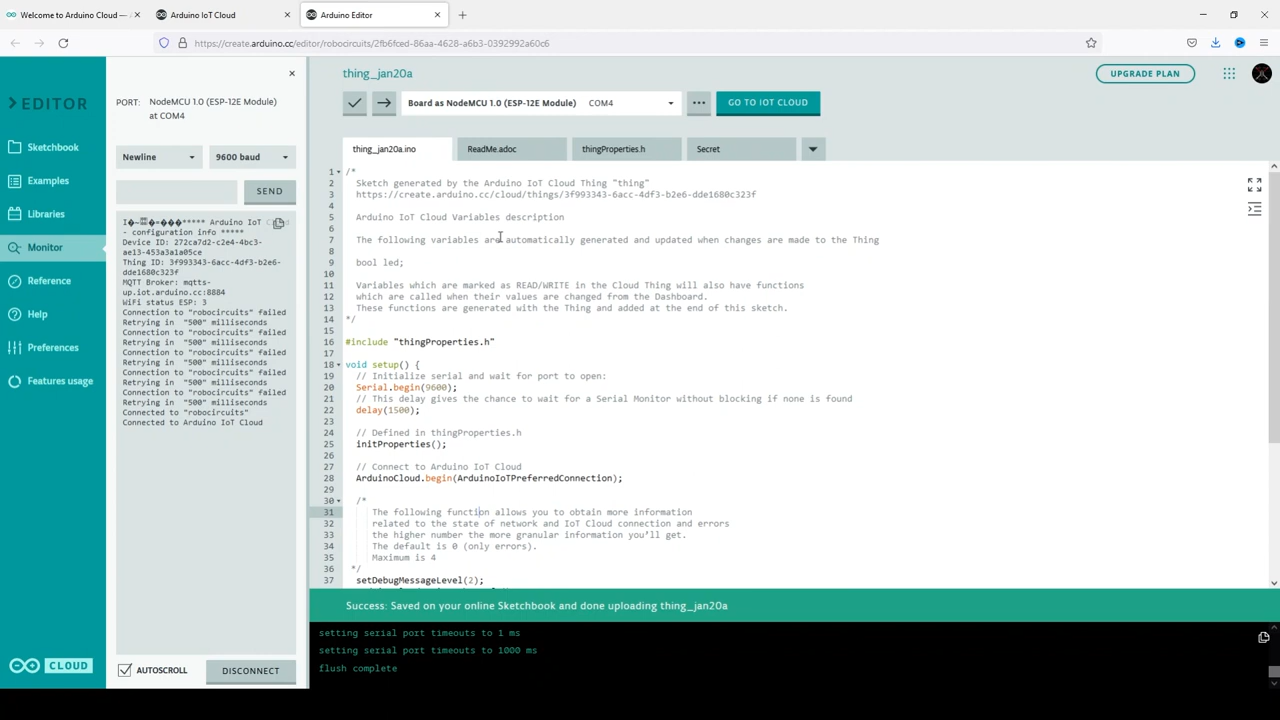 Welcome to Arduino Cloud —
Arduino IoT Cloud
Arduino Editor
https://create.arduino.cc/editor/robocircuits/2fb6fced-86aa-4628-a6b3-0392992a60c6
EDITOR
Sketchbook
Examples
Libraries
Monitor
Reference
Help
Preferences
Features usage
CLOUD
PORT:
NodeMCU 1.0 (ESP-12E Module)
at COM4
Newline
9600 baud
SEND
***** Arduino IoT
- configuration info *****
Device ID: 272ca7d2-c2e4-4bc3-
ae13-453a3a1a05ce
Thing ID: 3f993343-6acc-4df3-b2e6-
dde1680c323f
MQTT Broker: mqtts-
up.iot.arduino.cc:8884
WiFi status ESP: 3
Connection to "robocircuits" failed
Retrying in  "500" milliseconds
Connection to "robocircuits" failed
Retrying in  "500" milliseconds
Connection to "robocircuits" failed
Retrying in  "500" milliseconds
Connection to "robocircuits" failed
Retrying in  "500" milliseconds
Connection to "robocircuits" failed
Retrying in  "500" milliseconds
Connected to "robocircuits"
Connected to Arduino IoT Cloud
AUTOSCROLL
DISCONNECT
thing_jan20a
UPGRADE PLAN
Board as NodeMCU 1.0 (ESP-12E Module)
COM4
GO TO IOT CLOUD
thing_jan20a.ino
ReadMe.adoc
thingProperties.h
Secret
1 /*
2 Sketch generated by the Arduino IoT Cloud Thing "thing"
3 https://create.arduino.cc/cloud/things/3f993343-6acc-4df3-b2e6-dde1680c323f
4
5 Arduino IoT Cloud Variables description
6
7 The following variables are automatically generated and updated when changes are made to the Thing
8
9 bool led;
10
11 Variables which are marked as READ/WRITE in the Cloud Thing will also have functions
12 which are called when their values are changed from the Dashboard.
13 These functions are generated with the Thing and added at the end of this sketch.
14 */
15
16 #include "thingProperties.h"
17
18 void setup() {
19 // Initialize serial and wait for port to open:
20 Serial.begin(9600);
21 // This delay gives the chance to wait for a Serial Monitor without blocking if none is found
22 delay(1500);
23
24 // Defined in thingProperties.h
25 initProperties();
26
27 // Connect to Arduino IoT Cloud
28 ArduinoCloud.begin(ArduinoIoTPreferredConnection);
29
30 /*
31 The following function allows you to obtain more information
32 related to the state of network and IoT Cloud connection and errors
33 the higher number the more granular information you’ll get.
34 The default is 0 (only errors).
35 Maximum is 4
36 */
37 setDebugMessageLevel(2);
Success: Saved on your online Sketchbook and done uploading thing_jan20a
setting serial port timeouts to 1 ms
setting serial port timeouts to 1000 ms
flush complete